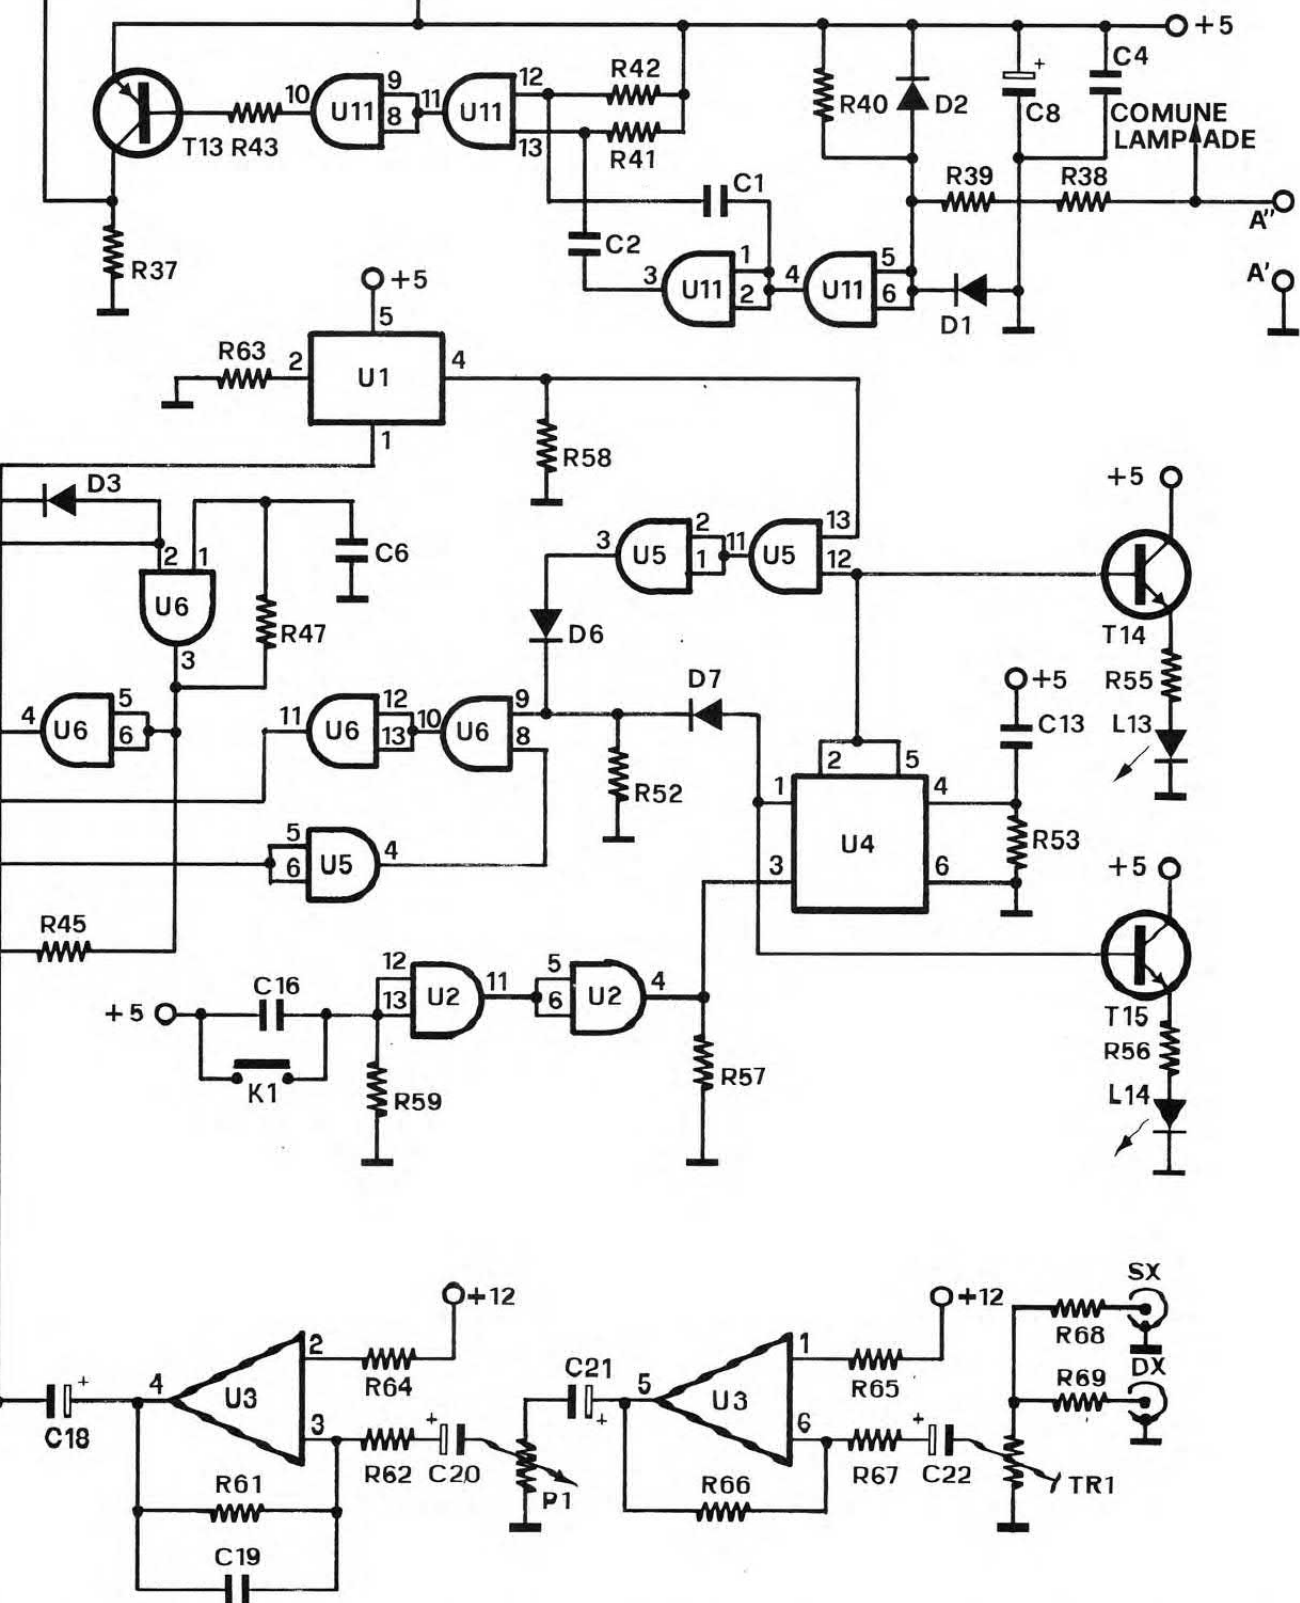 +5
C4
R42
12
9
10
U11
11
U11
8
R40
D2
+
C8
COMUNE
LAMPADE
T13 R43
13
R41
C1
R39
R38
A"
C2
R37
3
U11
1
2
4
U11
5
6
D1
A'
+5
5
R63
2
U1
4
1
R58
D3
2
1
C6
U6
R47
3
3
U5
2
1
11
U5
13
12
+5
T14
D6
R55
D7
+5
C13
L13
4
U6
5
6
11
U6
12
13
10
U6
9
8
R52
2
5
1
4
U4
R53
3
6
5
6
U5
4
+5
R45
C16
+5
12
13
U2
11
5
6
U2
4
T15
R56
K1
R59
R57
L14
SX
+12
+12
R68
2
R64
C21
1
R65
DX
R69
+
C18
4
U3
3
+
5
U3
6
+
R62
C20
P1
+
R67
C22
TR1
R61
R66
C19